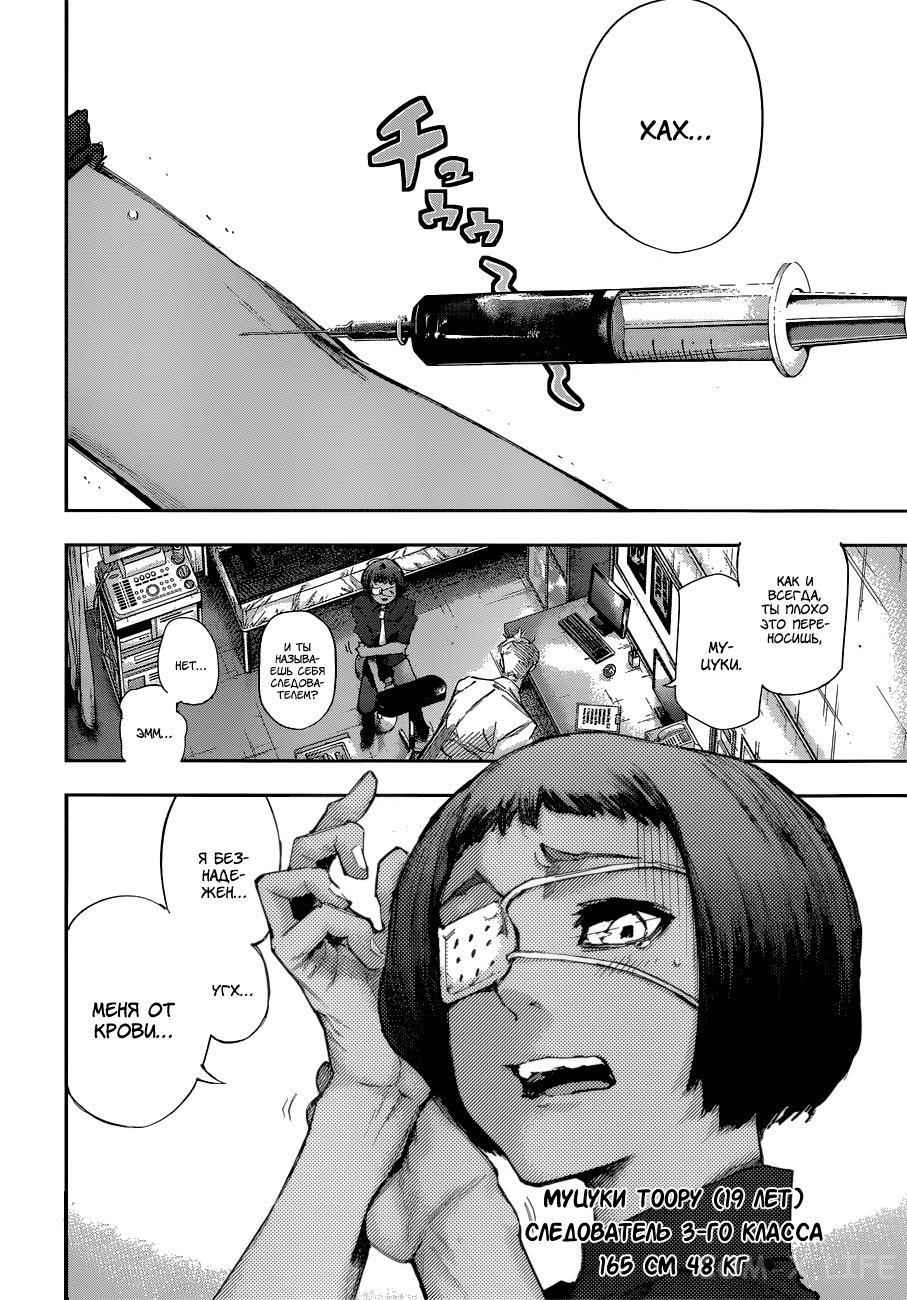 ХАХ...
チュゥゥ
КАК И
ВСЕГДА,
ТЫ ПЛОХО
ЭТО ПЕРЕ-
НОСИШЬ,
МУ-
ЦУКИ.
И ТЫ
НАЗЫВА-
ЕШЬ СЕБЯ
СЛЕДОВА-
ТЕЛЕМ?
НЕТ...
ЭММ...
Я БЕЗ-
НАДЕ-
ЖЕН...
УГХ...
МЕНЯ ОТ
КРОВИ...
МУЦУКИ ТООРУ (19 ЛЕТ)
СЛЕДОВАТЕЛЬ 3-ГО КЛАССА
165 СМ 48 КГ